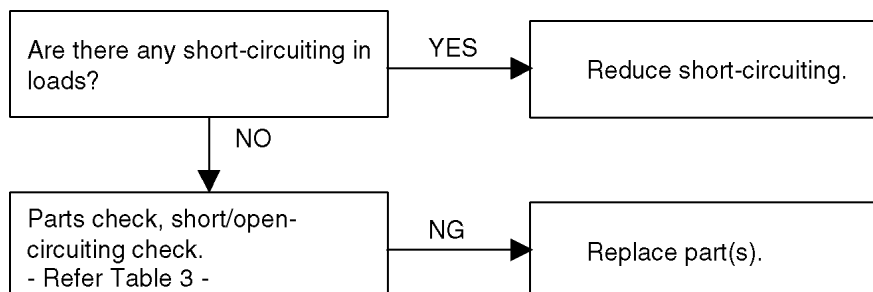 Are there any short-circuiting in
loads?
YES
Reduce short-circuiting.
NO
Parts check, short/open-
circuiting check.
- Refer Table 3 -
NG
Replace part(s).